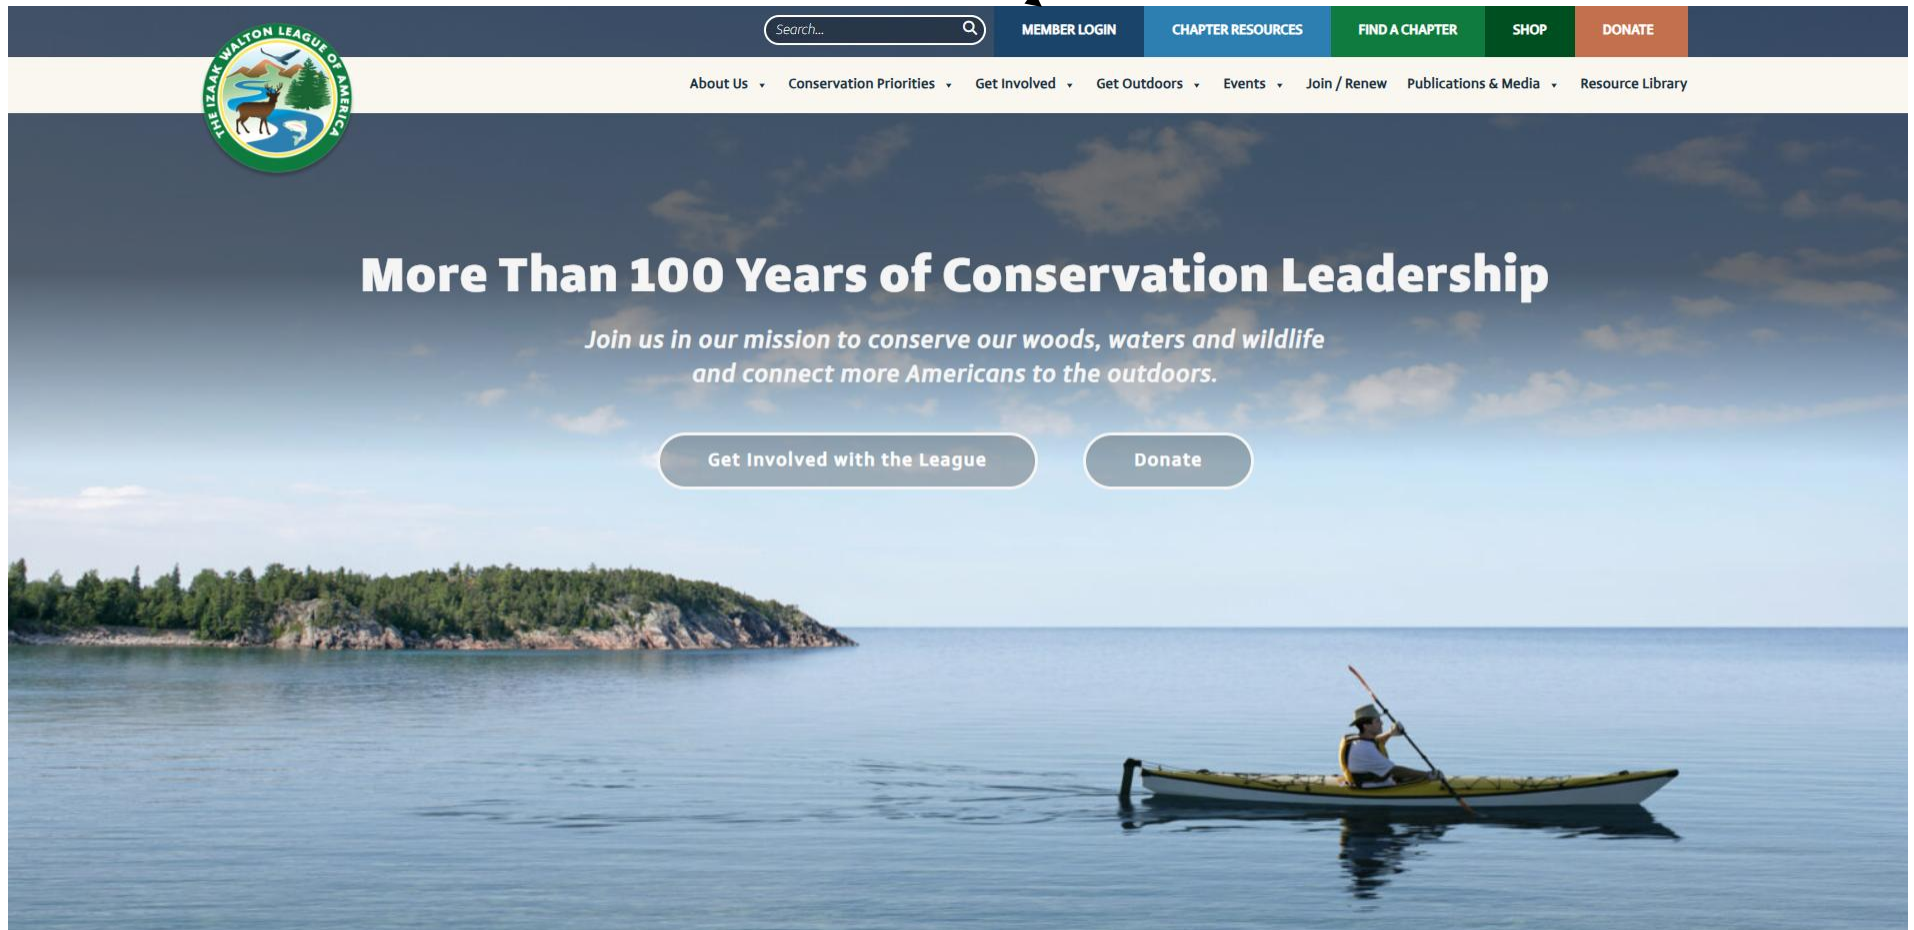 Search...
MEMBER LOGIN
CHAPTER RESOURCES
FIND A CHAPTER
SHOP
DONATE
THE IZAAK WALTON LEAGUE OF AMERICA
About Us
Conservation Priorities
Get Involved
Get Outdoors
Events
Join / Renew
Publications & Media
Resource Library
More Than 100 Years of Conservation Leadership
Join us in our mission to conserve our woods, waters and wildlife
and connect more Americans to the outdoors.
Get Involved with the League
Donate